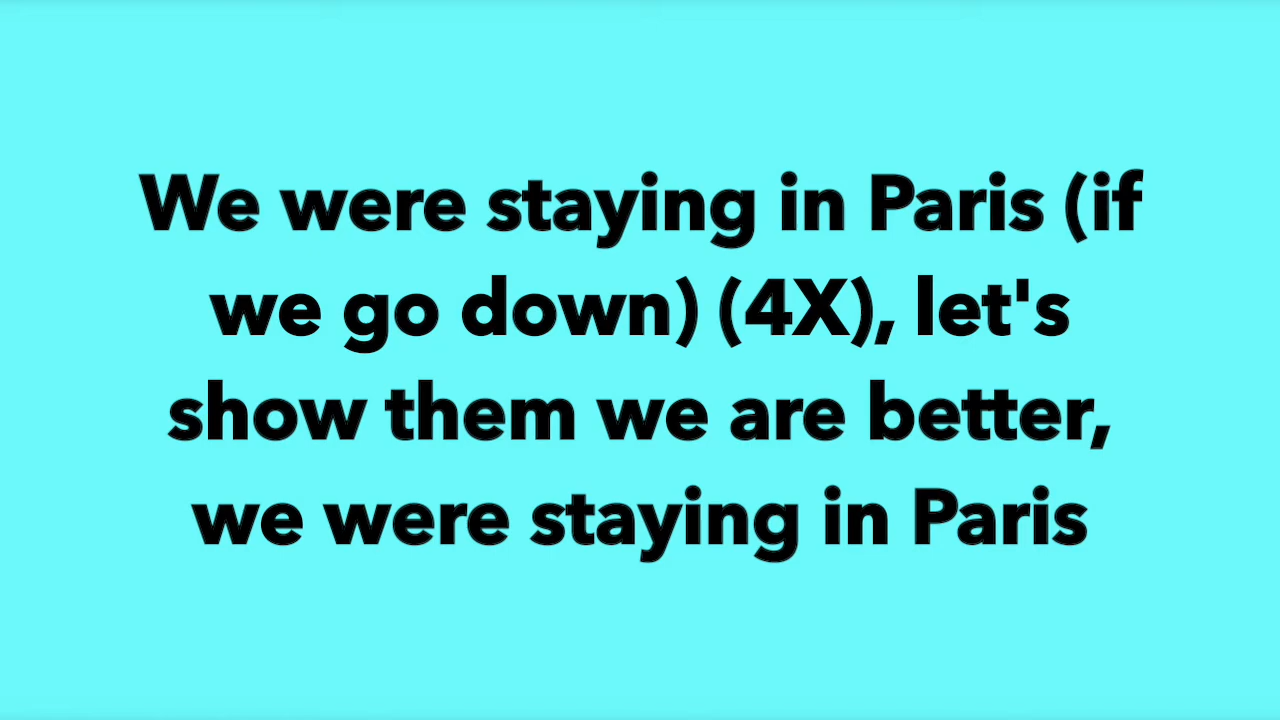 We were staying in Paris (if
we go down) (4X), let's
show them we are better,
we were staying in Paris